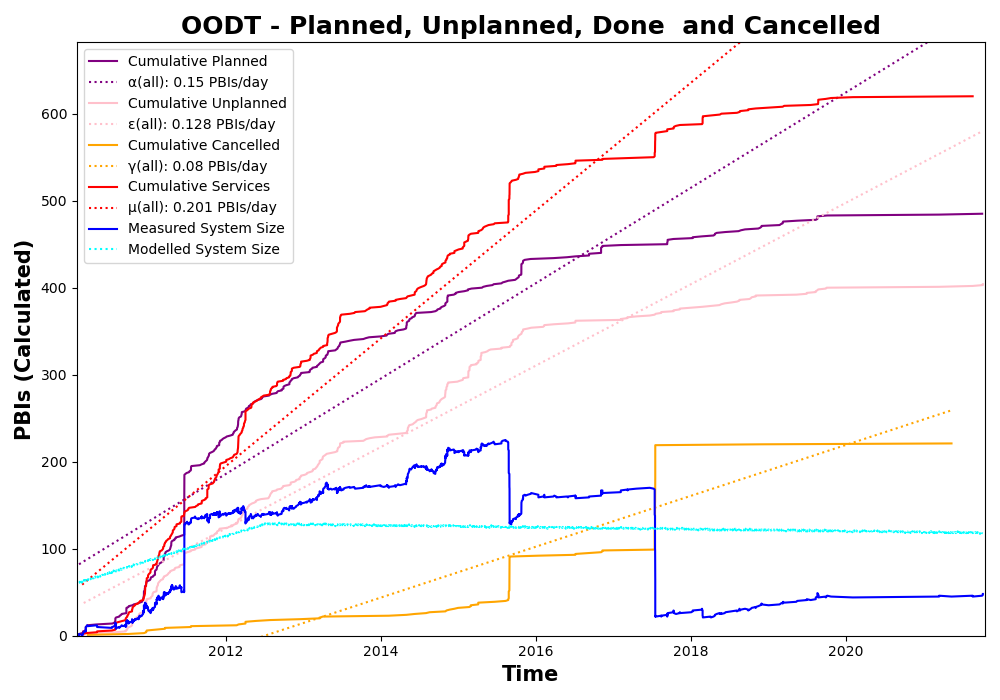 OODT - Planned, Unplanned, Done  and Cancelled
Cumulative Planned
α(all): 0.15 PBIs/day
Cumulative Unplanned
ε(all): 0.128 PBIs/day
Cumulative Cancelled
γ(all): 0.08 PBIs/day
Cumulative Services
μ(all): 0.201 PBIs/day
Measured System Size
Modelled System Size
PBIs (Calculated)
600
500
400
300
200
100
0
2012 2014 2016 2018 2020
Time